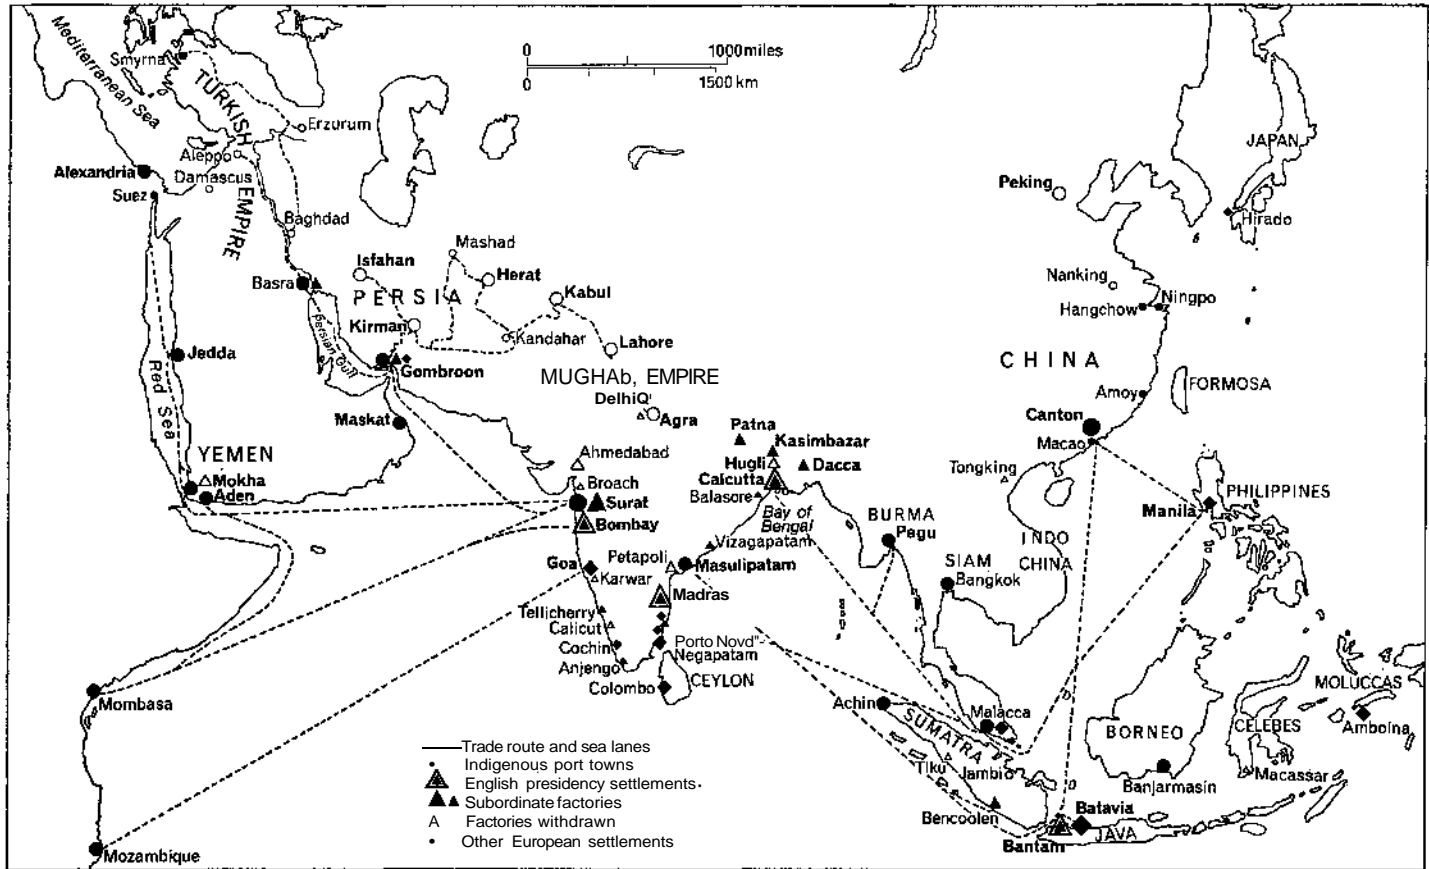 Mediterranean Sea
Smyrna
TURKISH
EMPIRE
Erzurum
Aleppo
Damascus
Alexandria
Suez
Baghdad
Basra
Isfahan
Mashad
Herat
PERSIA
Kabul
Kirman
Kandahar
Lahore
Persian Gulf
Gombroon
Jedda
Red Sea
Maskat
YEMEN
Mokha
Aden
0 1000 miles
0 1500 km
MUGHAb, EMPIRE
DelhiQ'
Agra
Ahmedabad
Broach
Surat
Bombay
Patna
Kasimbazar
Hugli
Dacca
Calcutta
Balasore
Bay of
Bengal
Vizagapatam
Petapoli
Masulipatam
Goa
Karwar
Madras
Tellicherry
Calicut
Cochin
Anjengo
Porto Novd"
Negapatam
Colombo
CEYLON
Mombasa
Mozambique
Peking
JAPAN
Hirado
Nanking
Hangchow
Ningpo
CHINA
Amoy
FORMOSA
Canton
Macao
Tongking
BURMA
Pegu
INDO
CHINA
SIAM
Bangkok
PHILIPPINES
Manila
Achin
Malacca
SUMATRA
Tiku
Jambi
Bencoolen
BORNEO
Banjarmasin
CELEBES
Macassar
MOLUCCAS
Amboina
Batavia
Bantam
JAVA
Trade route and sea lanes
Indigenous port towns
English presidency settlements.
Subordinate factories
A Factories withdrawn
Other European settlements